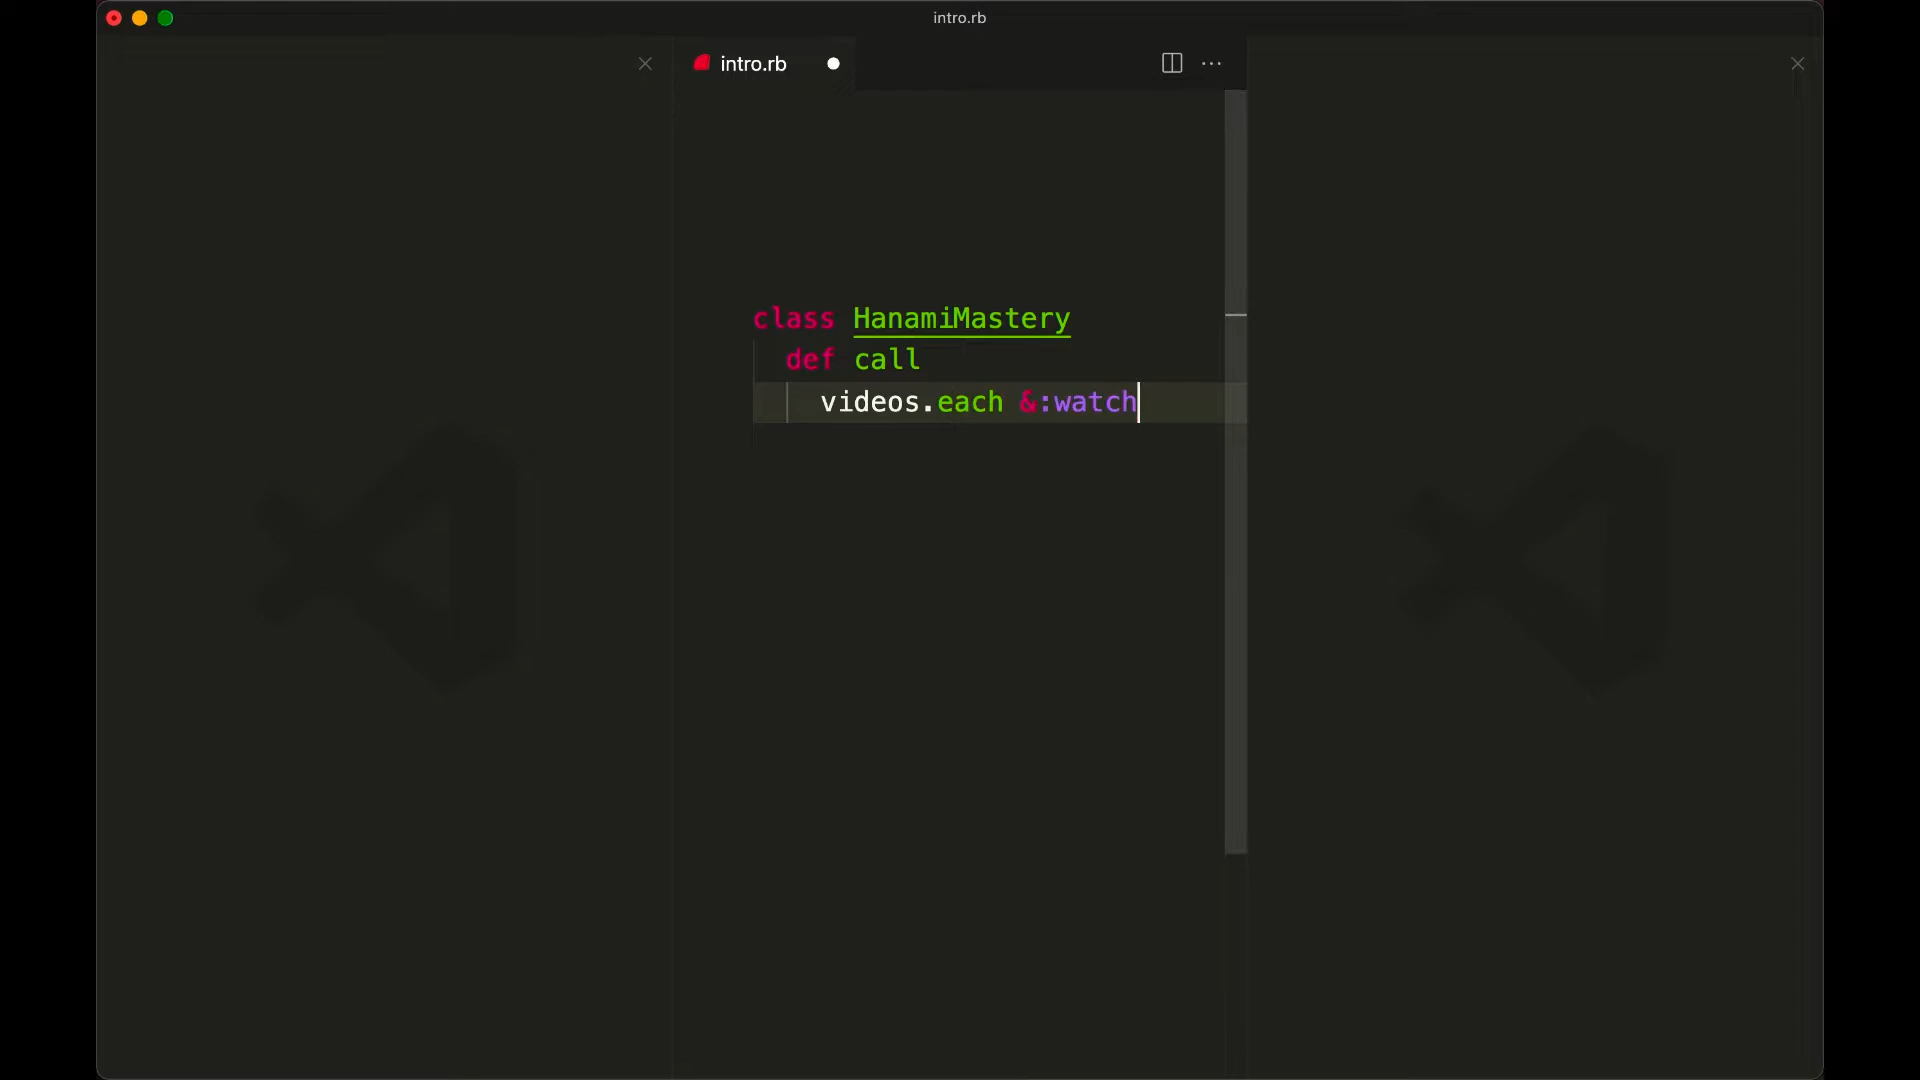 intro.rb
intro.rb
class HanamiMastery
def call
videos.each &:watch